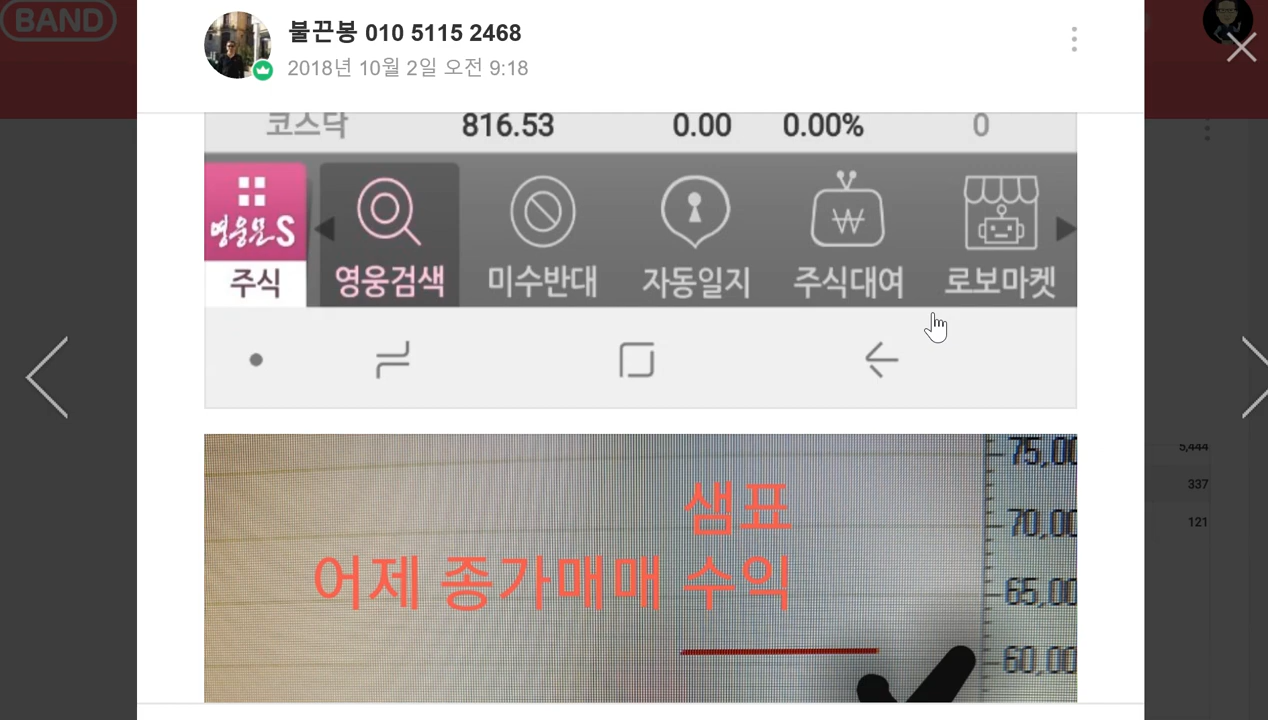 BAND
불끈봉 010 5115 2468
2018년 10월 2일 오전 9:18
코스닥 816.53 0.00 0.00% 0
영웅문S
주식 영웅검색 미수반대 자동일지 주식대여 로보마켓
5,444
337
121
75,00
샘표
70,00
어제 종가매매 수익
65,00
60,00